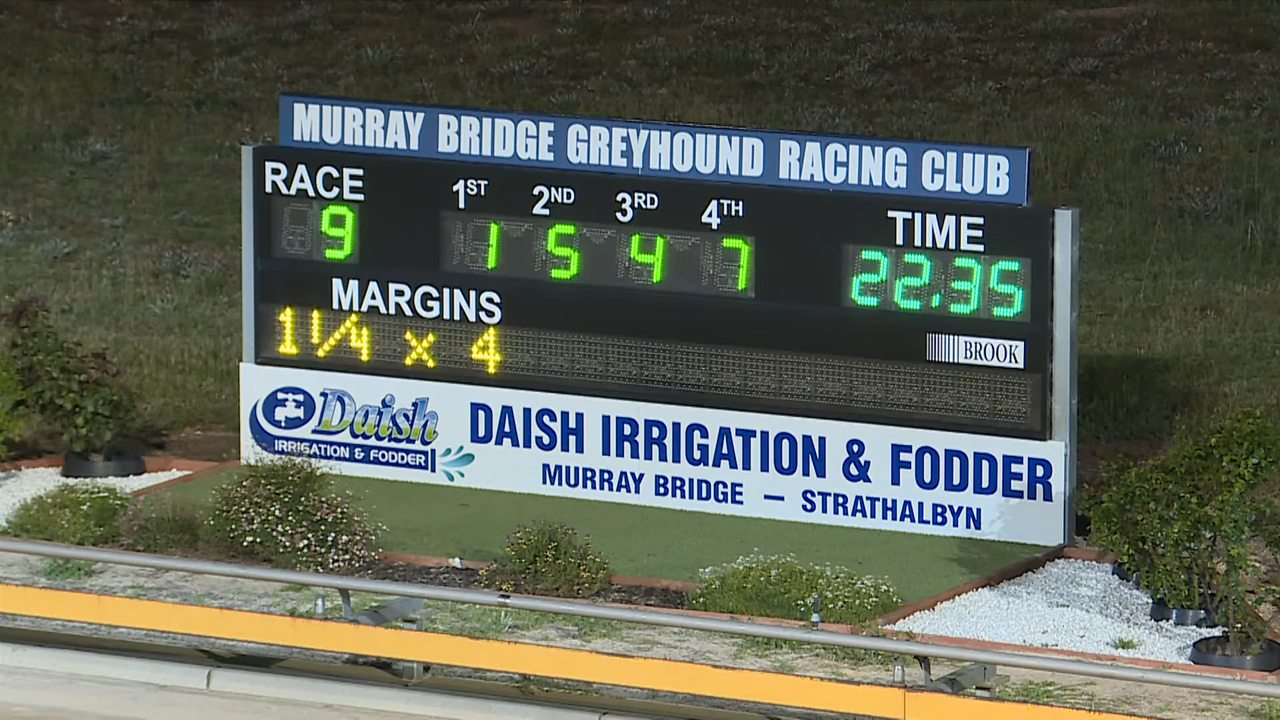 MURRAY BRIDGE GREYHOUND RACING CLUB
RACE 1ST 2ND 3RD 4TH TIME
9 1 5 4 7 22.35
MARGINS
1 1/4 x 4
BROOK
Daish
IRRIGATION & FODDER
DAISH IRRIGATION & FODDER
MURRAY BRIDGE – STRATHALBYN